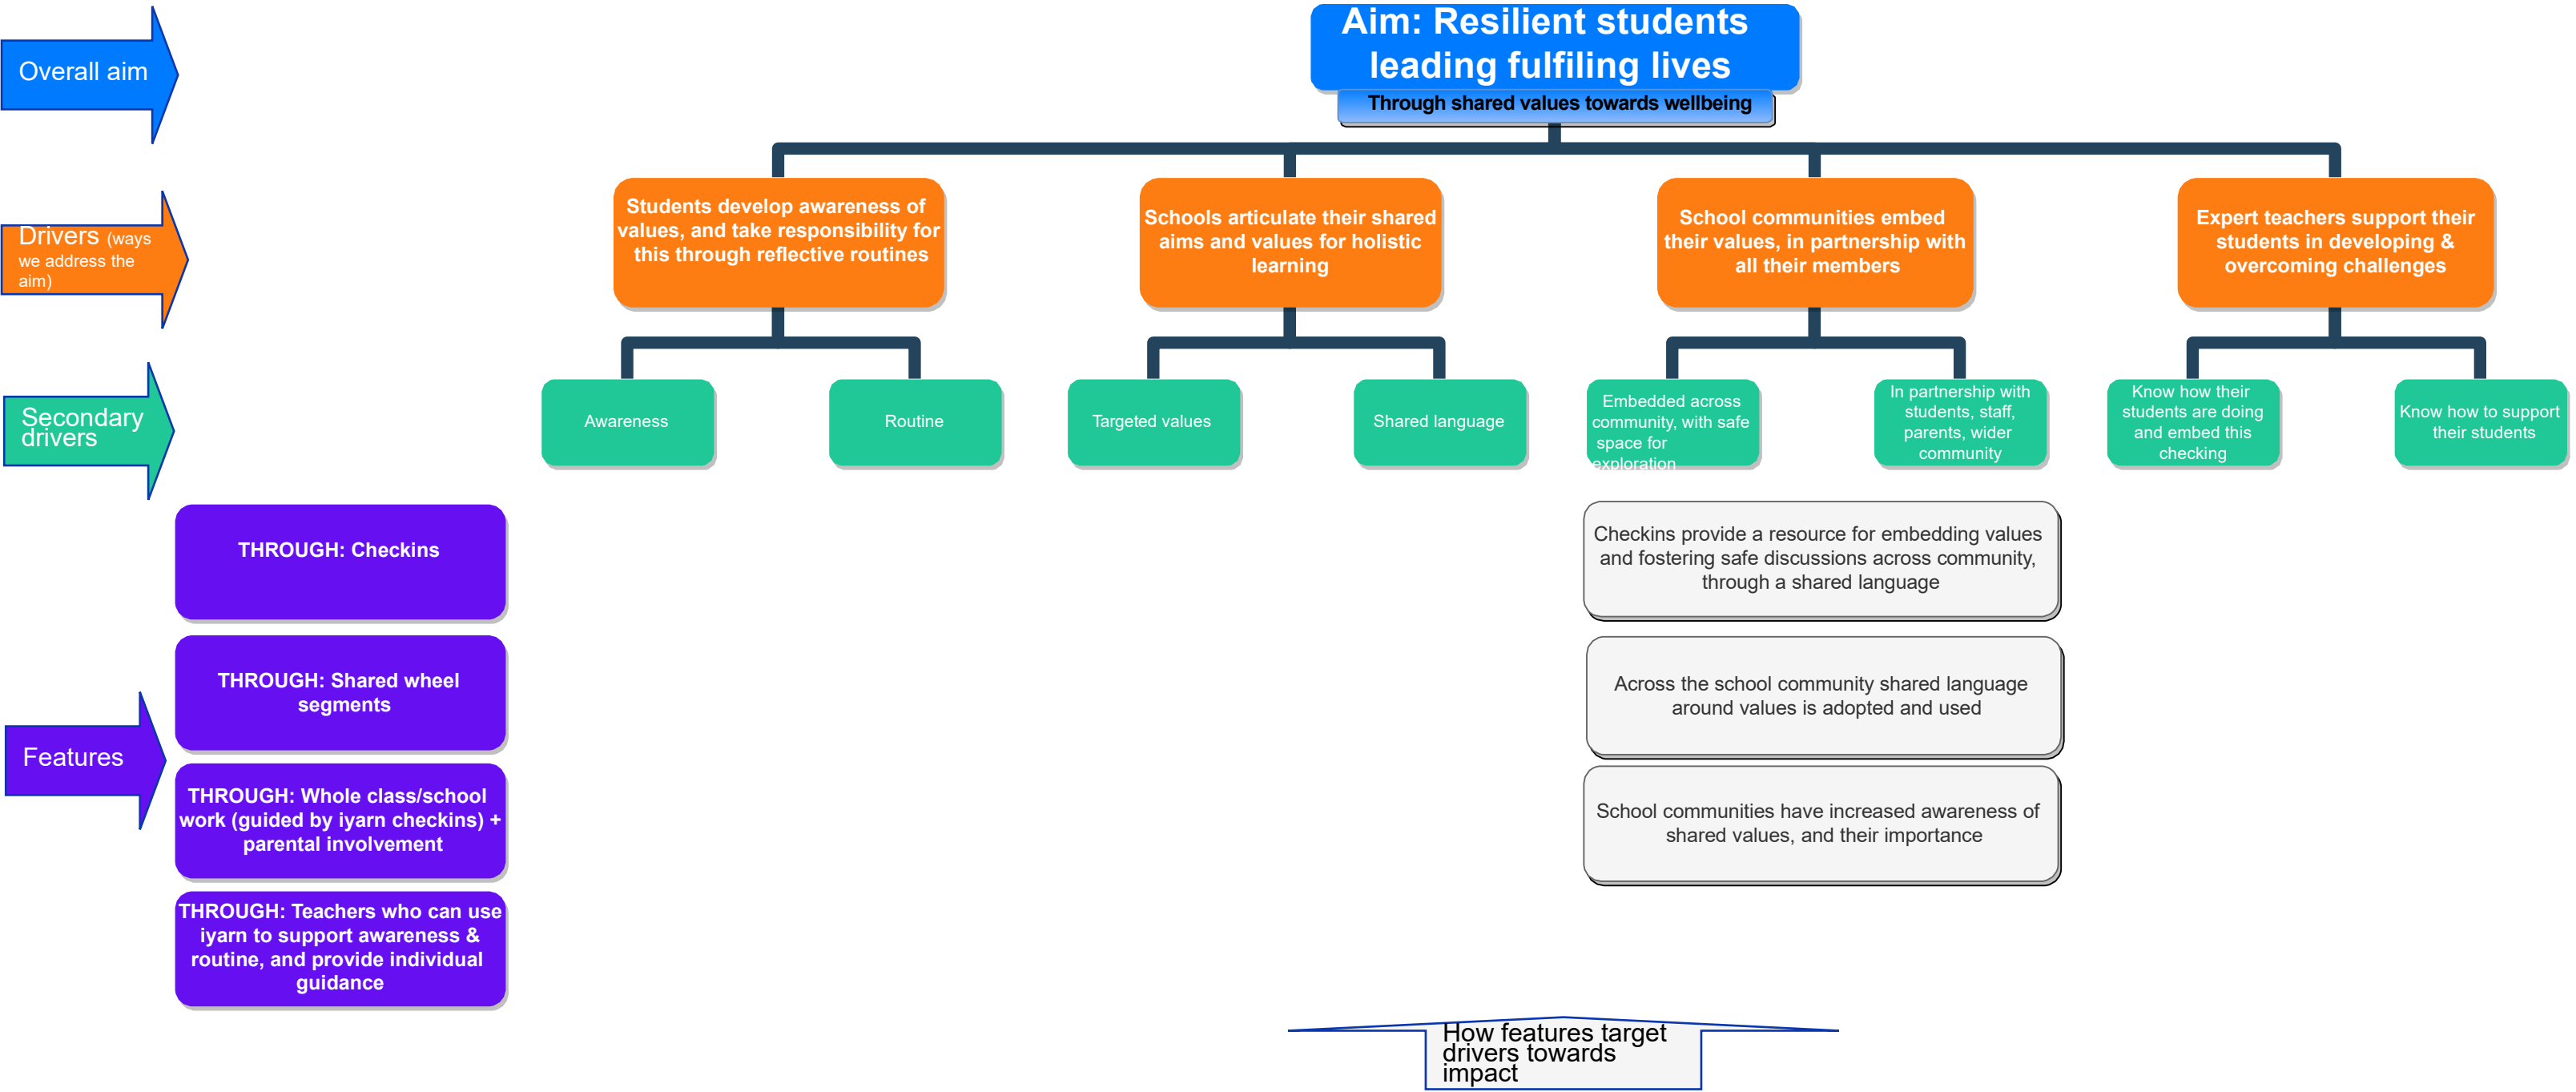 Overall aim
Aim: Resilient students
leading fulfiling lives
Through shared values towards wellbeing
Drivers (ways
we address the
aim)
Students develop awareness of
values, and take responsibility for
this through reflective routines
Schools articulate their shared
aims and values for holistic
learning
School communities embed
their values, in partnership with
all their members
Expert teachers support their
students in developing &
overcoming challenges
Secondary
drivers
Awareness
Routine
Targeted values
Shared language
Embedded across
community, with safe
space for
exploration
In partnership with
students, staff,
parents, wider
community
Know how their
students are doing
and embed this
checking
Know how to support
their students
Features
THROUGH: Checkins
Checkins provide a resource for embedding values
and fostering safe discussions across community,
through a shared language
THROUGH: Shared wheel
segments
Across the school community shared language
around values is adopted and used
THROUGH: Whole class/school
work (guided by iyarn checkins) +
parental involvement
School communities have increased awareness of
shared values, and their importance
THROUGH: Teachers who can use
iyarn to support awareness &
routine, and provide individual
guidance
How features target
drivers towards
impact